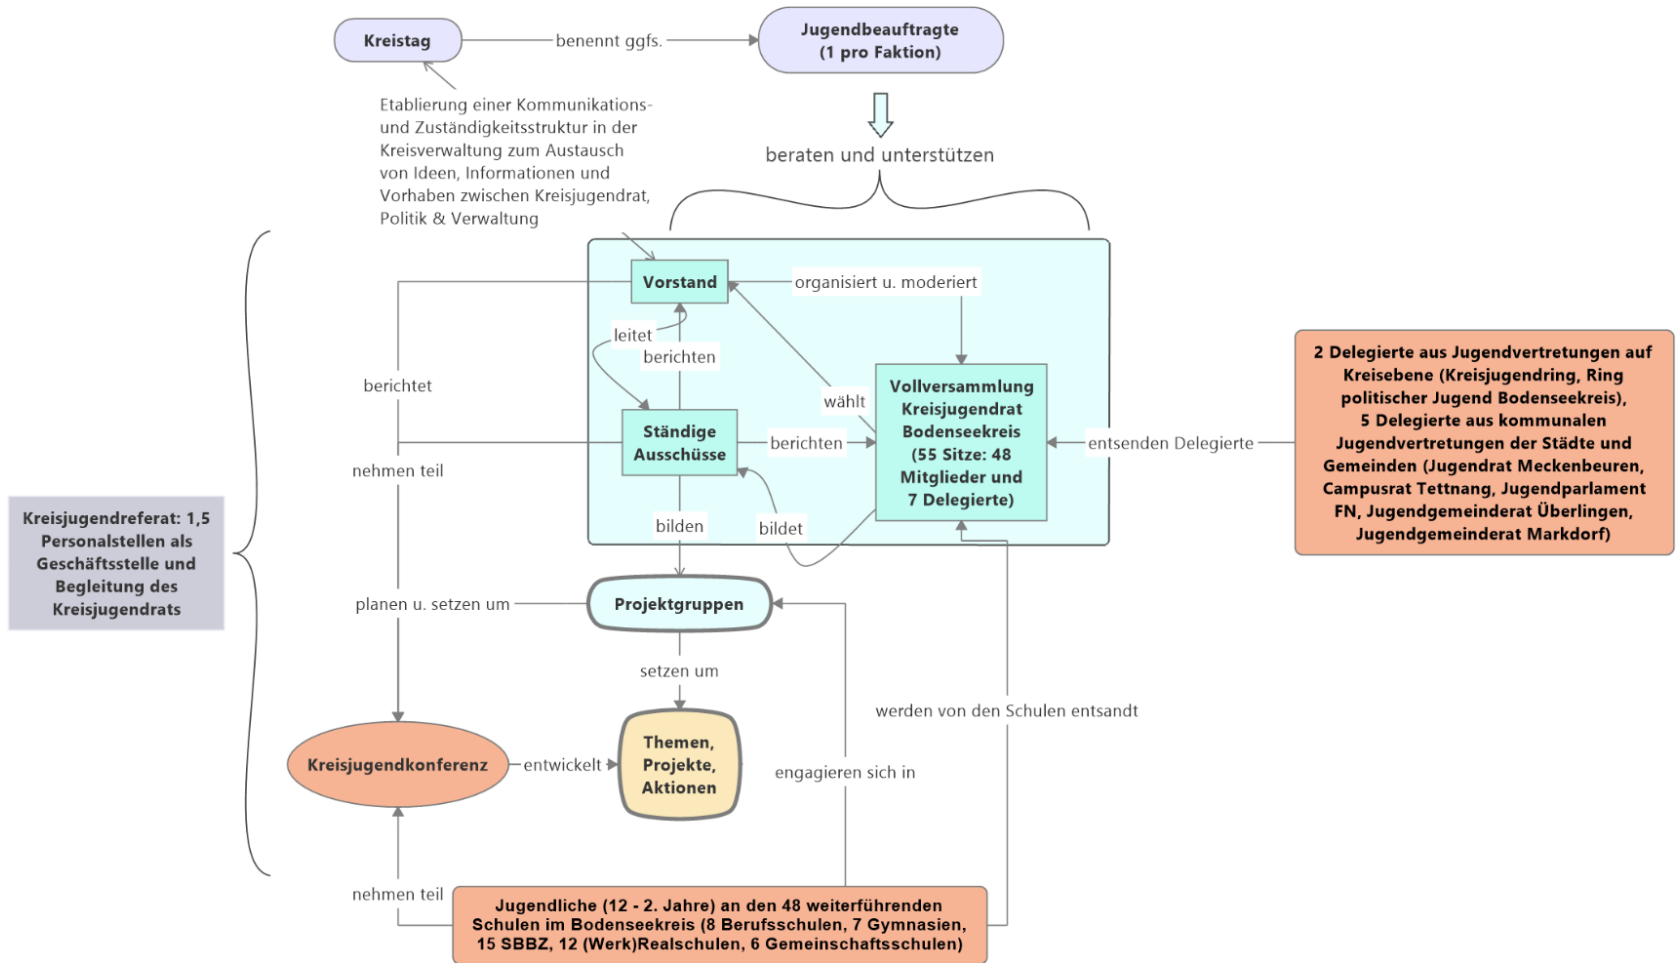 Kreistag
benennt ggfs.
Jugendbeauftragte
(1 pro Faktion)
Etablierung einer Kommunikations-
und Zuständigkeitsstruktur in der
Kreisverwaltung zum Austausch
von Ideen, Informationen und
Vorhaben zwischen Kreisjugendrat,
Politik & Verwaltung
beraten und unterstützen
Vorstand
organisiert u. moderiert
leitet
berichten
berichtet
wählt
Vollversammlung
Kreisjugendrat
Bodenseekreis
(55 Sitze: 48
Mitglieder und
7 Delegierte)
Ständige
Ausschüsse
berichten
entsenden Delegierte
2 Delegierte aus Jugendvertretungen auf
Kreisebene (Kreisjugendring, Ring
politischer Jugend Bodenseekreis),
5 Delegierte aus kommunalen
Jugendvertretungen der Städte und
Gemeinden (Jugendrat Meckenbeuren,
Campusrat Tettnang, Jugendparlament
FN, Jugendgemeinderat Überlingen,
Jugendgemeinderat Markdorf)
nehmen teil
bilden
bildet
Kreisjugendreferat: 1,5
Personalstellen als
Geschäftsstelle und
Begleitung des
Kreisjugendrats
planen u. setzen um
Projektgruppen
setzen um
werden von den Schulen entsandt
Kreisjugendkonferenz
entwickelt
Themen,
Projekte,
Aktionen
engagieren sich in
nehmen teil
Jugendliche (12 - 2. Jahre) an den 48 weiterführenden
Schulen im Bodenseekreis (8 Berufsschulen, 7 Gymnasien,
15 SBBZ, 12 (Werk)Realschulen, 6 Gemeinschaftsschulen)